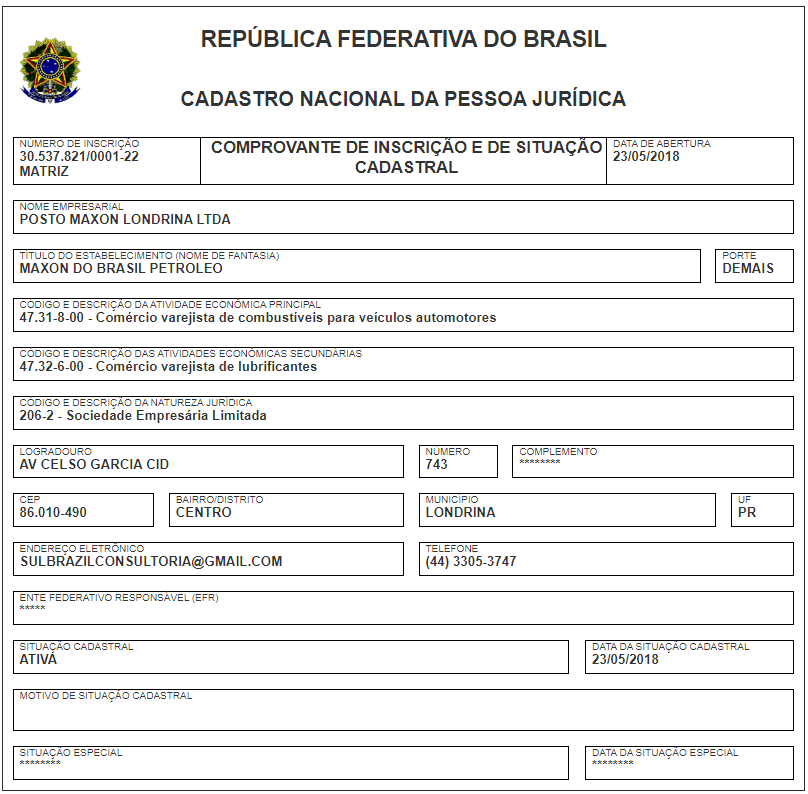 REPÚBLICA FEDERATIVA DO BRASIL
CADASTRO NACIONAL DA PESSOA JURÍDICA
NÚMERO DE INSCRIÇÃO
30.537.821/0001-22
MATRIZ
COMPROVANTE DE INSCRIÇÃO E DE SITUAÇÃO
CADASTRAL
DATA DE ABERTURA
23/05/2018
NOME EMPRESARIAL
POSTO MAXON LONDRINA LTDA
TÍTULO DO ESTABELECIMENTO (NOME DE FANTASIA)
MAXON DO BRASIL PETROLEO
PORTE
DEMAIS
CÓDIGO E DESCRIÇÃO DA ATIVIDADE ECONÔMICA PRINCIPAL
47.31-8-00 - Comércio varejista de combustíveis para veículos automotores
CÓDIGO E DESCRIÇÃO DAS ATIVIDADES ECONÔMICAS SECUNDÁRIAS
47.32-6-00 - Comércio varejista de lubrificantes
CÓDIGO E DESCRIÇÃO DA NATUREZA JURÍDICA
206-2 - Sociedade Empresária Limitada
LOGRADOURO
AV CELSO GARCIA CID
NÚMERO
743
COMPLEMENTO
********
CEP
86.010-490
BAIRRO/DISTRITO
CENTRO
MUNICÍPIO
LONDRINA
UF
PR
ENDEREÇO ELETRÔNICO
SULBRAZILCONSULTORIA@GMAIL.COM
TELEFONE
(44) 3305-3747
ENTE FEDERATIVO RESPONSÁVEL (EFR)
*****
SITUAÇÃO CADASTRAL
ATIVA
DATA DA SITUAÇÃO CADASTRAL
23/05/2018
MOTIVO DE SITUAÇÃO CADASTRAL
SITUAÇÃO ESPECIAL
********
DATA DA SITUAÇÃO ESPECIAL
********